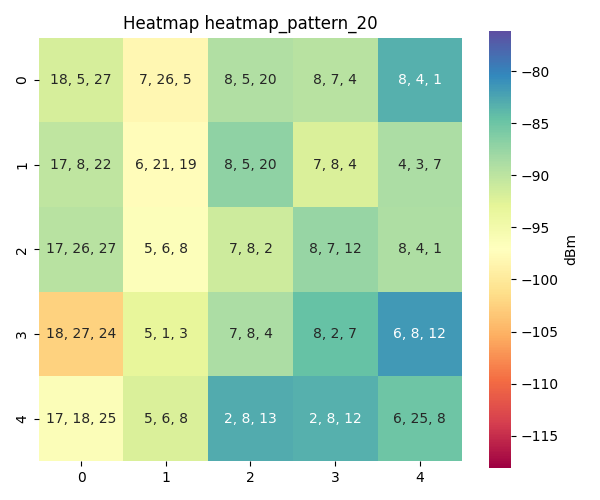 Heatmap heatmap_pattern_20
0 18, 5, 27 7, 26, 5 8, 5, 20 8, 7, 4 8, 4, 1
1 17, 8, 22 6, 21, 19 8, 5, 20 7, 8, 4 4, 3, 7
2 17, 26, 27 5, 6, 8 7, 8, 2 8, 7, 12 8, 4, 1
3 18, 27, 24 5, 1, 3 7, 8, 4 8, 2, 7 6, 8, 12
4 17, 18, 25 5, 6, 8 2, 8, 13 2, 8, 12 6, 25, 8
0 1 2 3 4
−80
−85
−90
−95
−100
−105
−110
−115
dBm